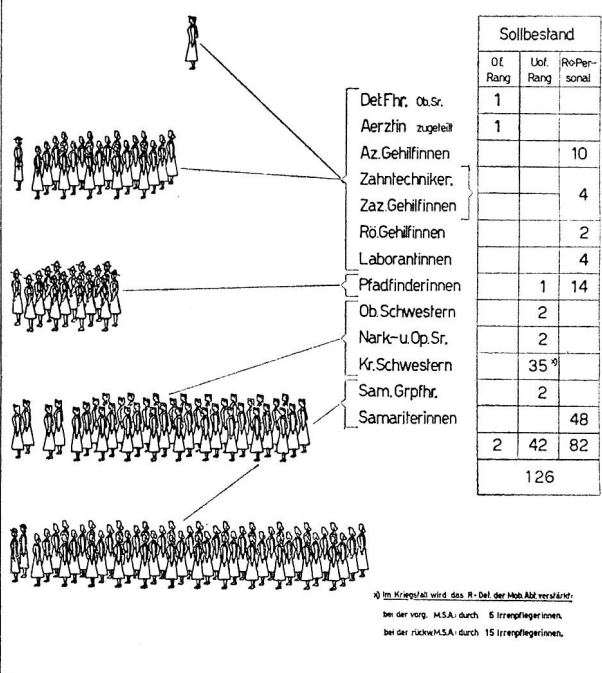 Sollbestand
Of. Rang Uof. Rang R‹›Personal
Det.Fhr. Ob.Sr. 1
Aerztin zugeteilt 1
Az.Gehilfinnen 10
Zahntechniker.
Zaz.Gehilfinnen 4
Rö.Gehilfinnen 2
Laborantinnen 4
Pfadfinderinnen 1 14
Ob.Schwestern 2
Nark-u.Op.Sr. 2
Kr.Schwestern 35 x)
Sam.Grpfhr. 2
Samariterinnen 48
2 42 82
126
x) Im Kriegsfall wird das R-Det. der Mob.Abt. verstärkt:
bei der vorg. M.S.A.: durch 5 Irrenpflegerinnen,
bei der rückw.M.S.A.: durch 15 Irrenpflegerinnen.